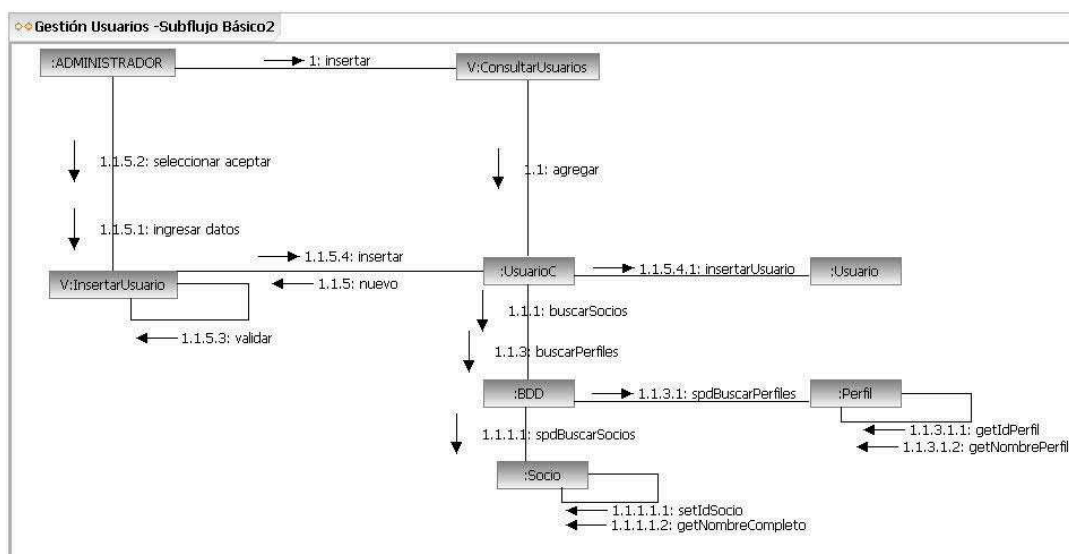 Gestión Usuarios -Subflujo Básico2
:ADMINISTRADOR
1: insertar
V:ConsultarUsuarios
1.1.5.2: seleccionar aceptar
1.1: agregar
1.1.5.1: ingresar datos
1.1.5.4: insertar
:UsuarioC
1.1.5.4.1: insertarUsuario
:Usuario
V:InsertarUsuario
1.1.5: nuevo
1.1.1: buscarSocios
1.1.5.3: validar
1.1.3: buscarPerfiles
:BDD
1.1.3.1: spdBuscarPerfiles
:Perfil
1.1.3.1.1: getIdPerfil
1.1.1.1: spdBuscarSocios
1.1.3.1.2: getNombrePerfil
:Socio
1.1.1.1.1: setIdSocio
1.1.1.1.2: getNombreCompleto